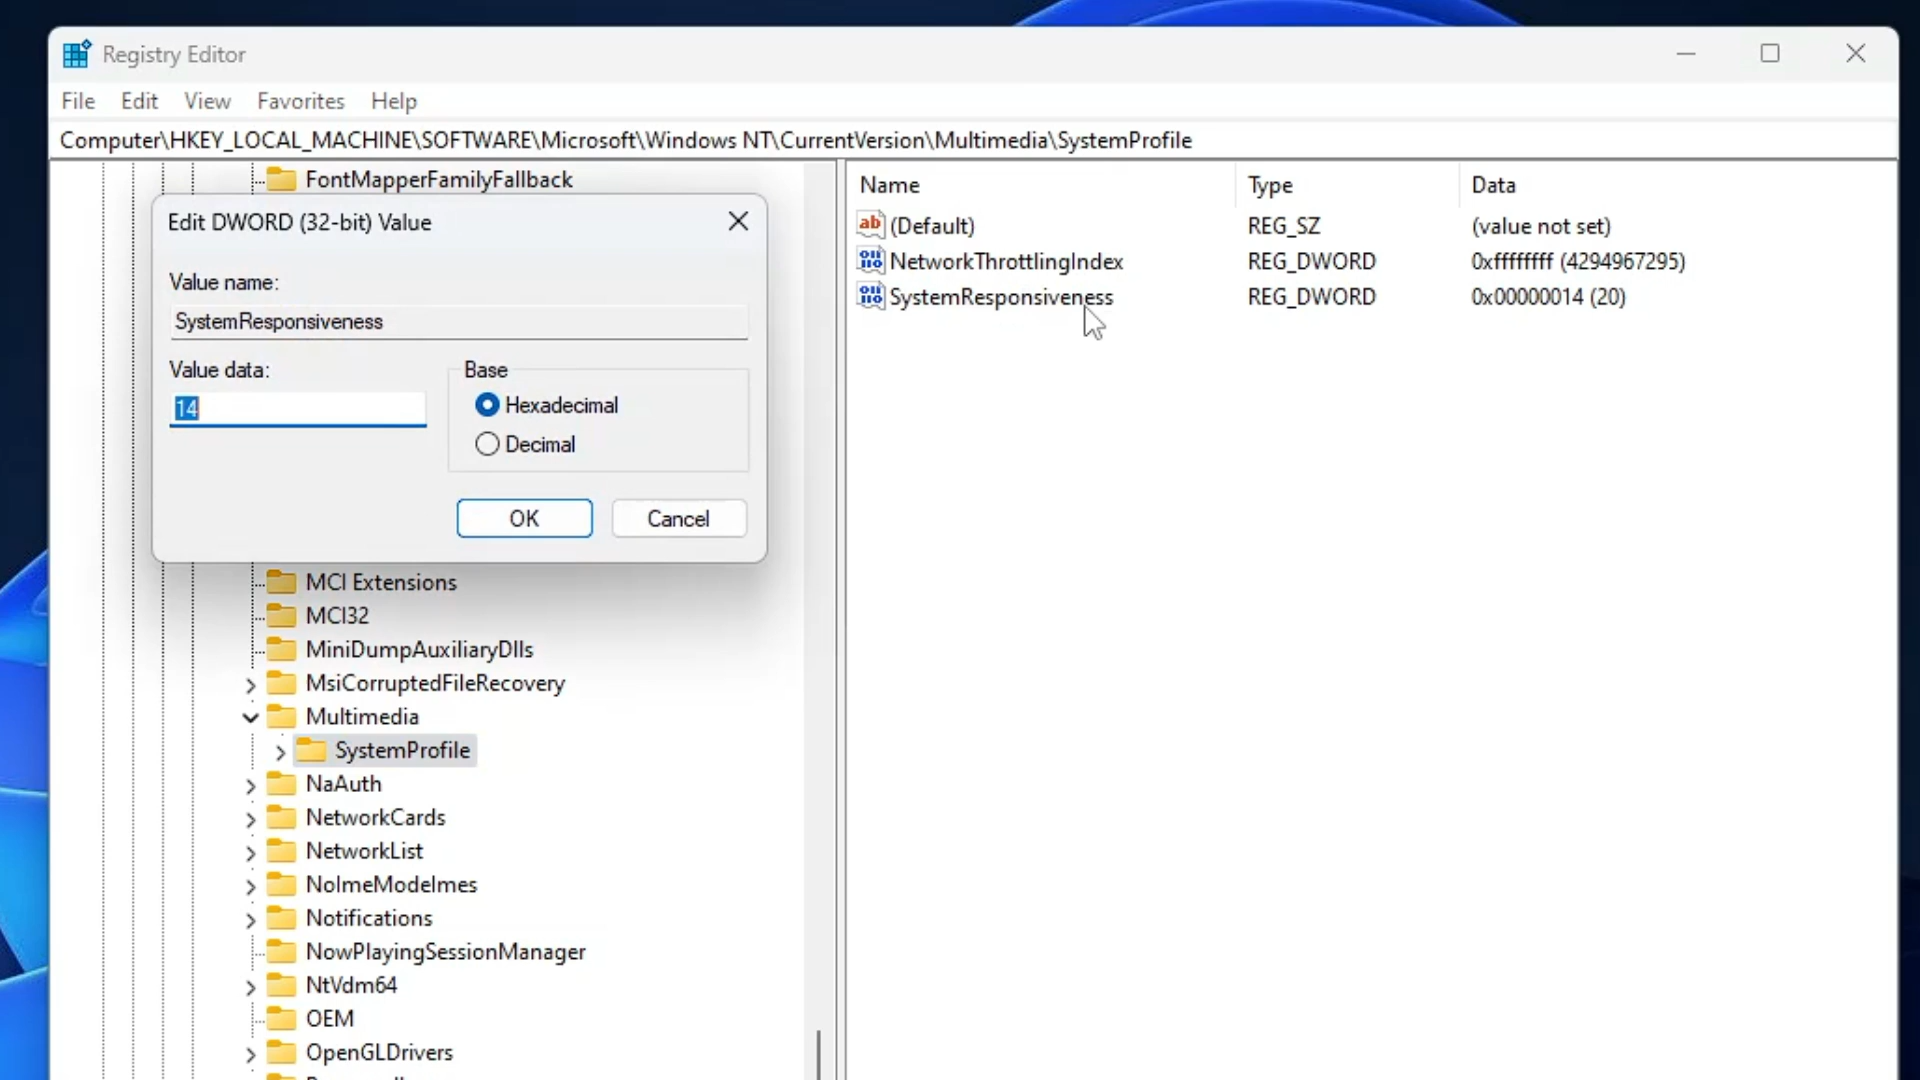 Registry Editor
File Edit View Favorites Help
Computer\HKEY_LOCAL_MACHINE\SOFTWARE\Microsoft\Windows NT\CurrentVersion\Multimedia\SystemProfile
FontMapperFamilyFallback
Edit DWORD (32-bit) Value
Value name:
SystemResponsiveness
Value data:
14
Base
Hexadecimal
Decimal
OK
Cancel
MCI Extensions
MCI32
MiniDumpAuxiliaryDlls
MsiCorruptedFileRecovery
Multimedia
SystemProfile
NaAuth
NetworkCards
NetworkList
NoImeModeImes
Notifications
NowPlayingSessionManager
NtVdm64
OEM
OpenGLDrivers
Name Type Data
(Default) REG_SZ (value not set)
NetworkThrottlingIndex REG_DWORD 0xffffffff (4294967295)
SystemResponsiveness REG_DWORD 0x00000014 (20)